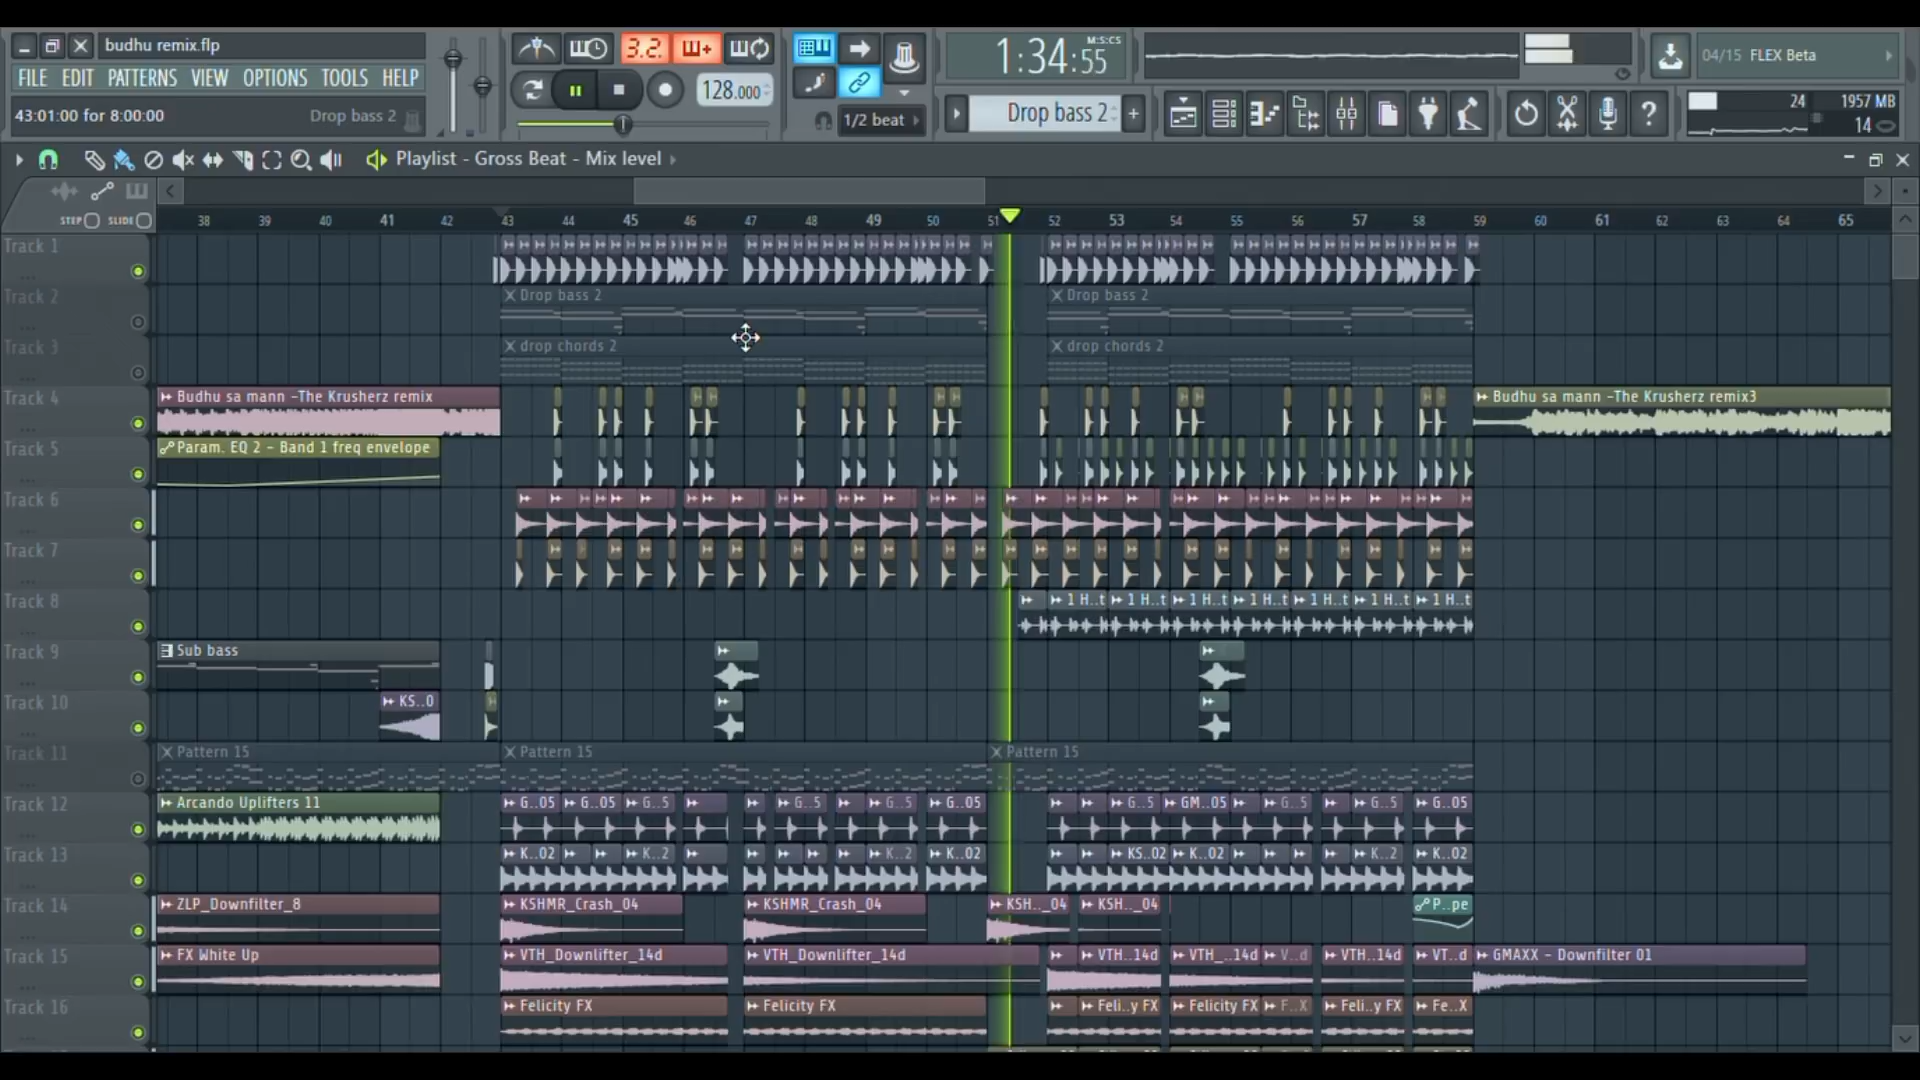 budhu remix.flp
FILE EDIT PATTERNS VIEW OPTIONS TOOLS HELP
43:01:00 for 8:00:00 Drop bass 2
3.2.
128.000
1/2 beat
M:S:CS
1:34:55
Drop bass 2
04/15 FLEX Beta
24 1957 MB
14
Playlist - Gross Beat - Mix level
STEP SLIDE
38 39 40 41 42 43 44 45 46 47 48 49 50 51 52 53 54 55 56 57 58 59 60 61 62 63 64 65
Track 1
Track 2 Drop bass 2 Drop bass 2
Track 3 drop chords 2 drop chords 2
Track 4 Budhu sa mann -The Krusherz remix Budhu sa mann -The Krusherz remix3
Track 5 Param. EQ 2 - Band 1 freq envelope
Track 6
Track 7
Track 8 1 H..t 1 H..t 1 H..t 1 H..t 1 H..t 1 H..t 1 H..t
Track 9 Sub bass
Track 10 KS..0
Track 11 Pattern 15 Pattern 15 Pattern 15
Track 12 Arcando Uplifters 11 G..05 G..05 G..5 G..5 G..5 G..05 G..5 GM..05 G..5 G..5 G..05
Track 13 K..02 K..2 K..2 K..02 KS..02 K..02 K..2 K..02
Track 14 ZLP_Downfilter_8 KSHMR_Crash_04 KSHMR_Crash_04 KSH.._04 KSH.._04 P..pe
Track 15 FX White Up VTH_Downlifter_14d VTH_Downlifter_14d VTH..14d VTH_..14d V..d VTH..14d VT..d GMAXX - Downfilter 01
Track 16 Felicity FX Felicity FX Feli..y FX Felicity FX F..X Feli..y FX Fe..X